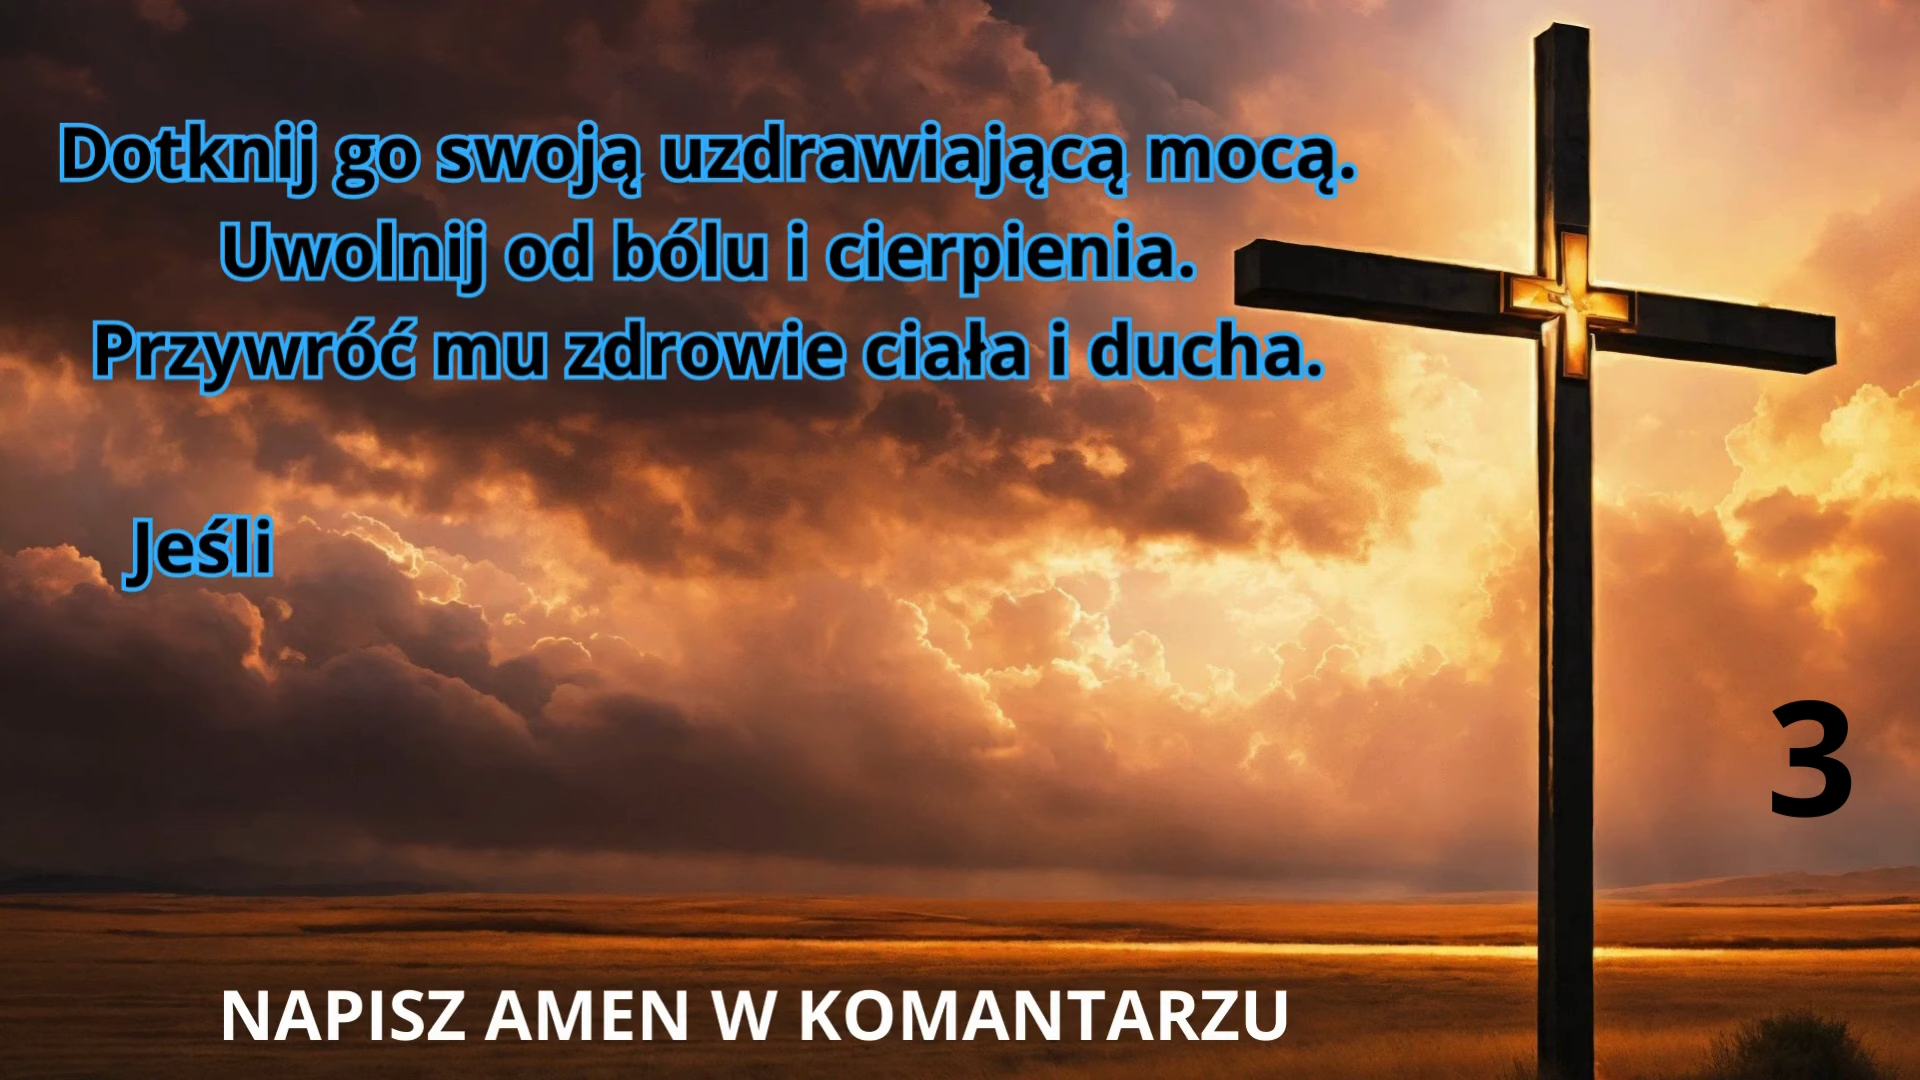 Dotknij go swoją uzdrawiającą mocą.
Uwolnij od bólu i cierpienia.
Przywróć mu zdrowie ciała i ducha.
Jeśli
3
NAPISZ AMEN W KOMANTARZU